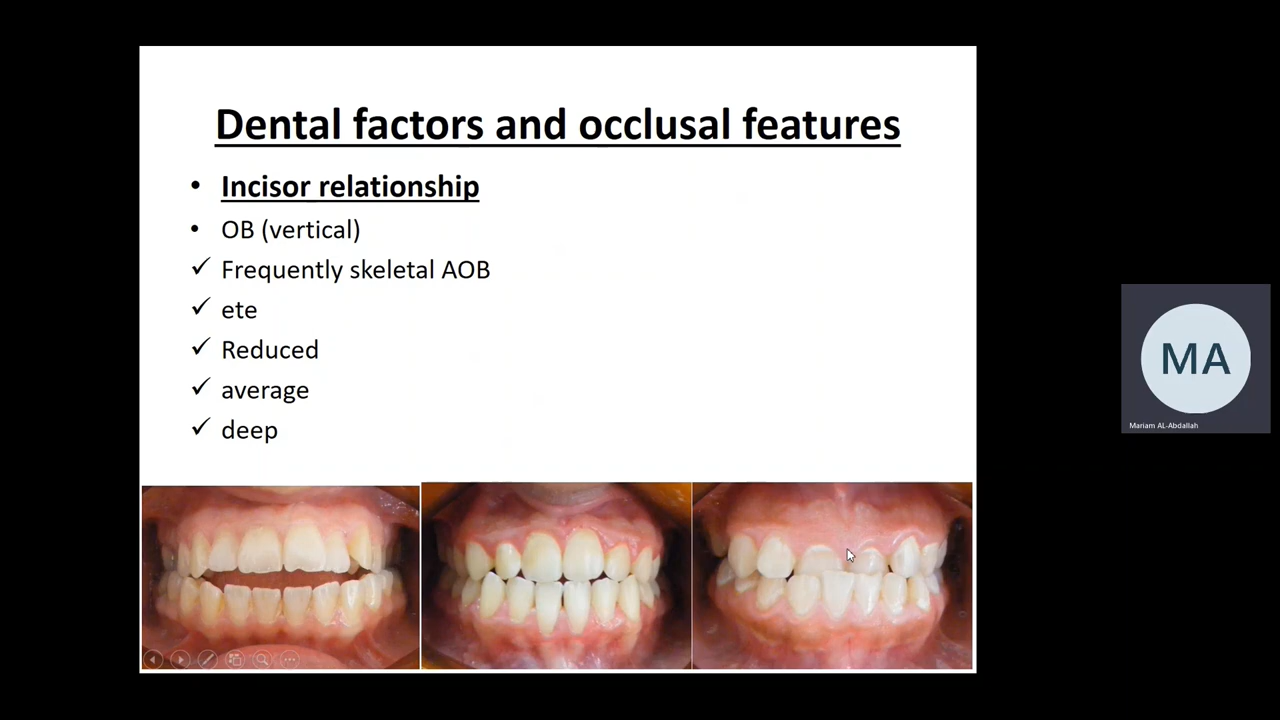 Dental factors and occlusal features
• Incisor relationship
• OB (vertical)
✓ Frequently skeletal AOB
✓ ete
✓ Reduced
✓ average
✓ deep
MA
Mariam AL-Abdallah